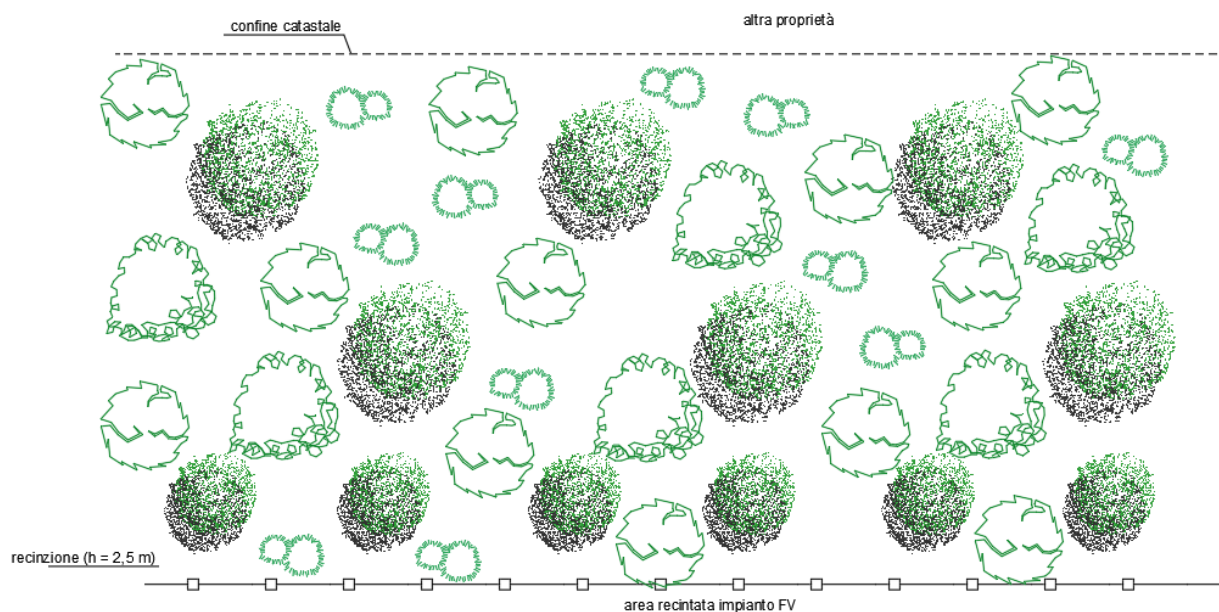 altra proprietà
confine catastale
recinzione (h = 2,5 m)
area recintata impianto FV